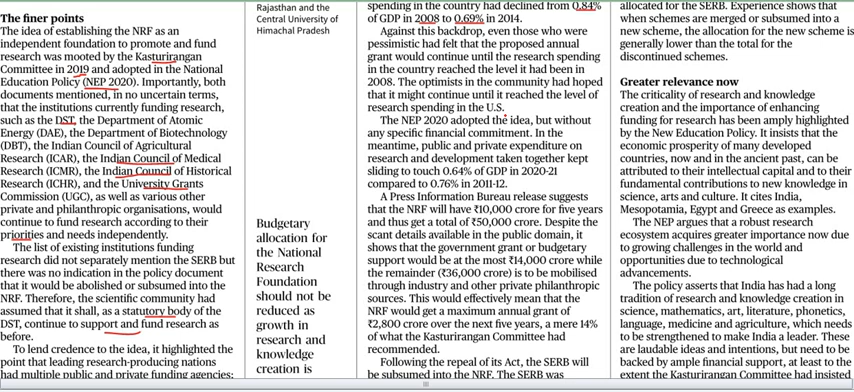 The finer points
The idea of establishing the NRF as an
independent foundation to promote and fund
research was mooted by the Kasturirangan
Committee in 2019 and adopted in the National
Education Policy (NEP 2020). Importantly, both
documents mentioned, in no uncertain terms,
that the institutions currently funding research,
such as the DST, the Department of Atomic
Energy (DAE), the Department of Biotechnology
(DBT), the Indian Council of Agricultural
Research (ICAR), the Indian Council of Medical
Research (ICMR), the Indian Council of Historical
Research (ICHR), and the University Grants
Commission (UGC), as well as various other
private and philanthropic organisations, would
continue to fund research according to their
priorities and needs independently.
The list of existing institutions funding
research did not separately mention the SERB but
there was no indication in the policy document
that it would be abolished or subsumed into the
NRF. Therefore, the scientific community had
assumed that it shall, as a statutory body of the
DST, continue to support and fund research as
before.
To lend credence to the idea, it highlighted the
point that leading research-producing nations
had multiple public and private funding agencies;
Rajasthan and the
Central University of
Himachal Pradesh
Budgetary
allocation for
the National
Research
Foundation
should not be
reduced as
growth in
research and
knowledge
creation is
spending in the country had declined from 0.84%
of GDP in 2008 to 0.69% in 2014.
Against this backdrop, even those who were
pessimistic had felt that the proposed annual
grant would continue until the research spending
in the country reached the level it had been in
2008. The optimists in the community had hoped
that it might continue until it reached the level of
research spending in the U.S.
The NEP 2020 adopted the idea, but without
any specific financial commitment. In the
meantime, public and private expenditure on
research and development taken together kept
sliding to touch 0.64% of GDP in 2020-21
compared to 0.76% in 2011-12.
A Press Information Bureau release suggests
that the NRF will have ₹10,000 crore for five years
and thus get a total of ₹50,000 crore. Despite the
scant details available in the public domain, it
shows that the government grant or budgetary
support would be at the most ₹14,000 crore while
the remainder (₹36,000 crore) is to be mobilised
through industry and other private philanthropic
sources. This would effectively mean that the
NRF would get a maximum annual grant of
₹2,800 crore over the next five years, a mere 14%
of what the Kasturirangan Committee had
recommended.
Following the repeal of its Act, the SERB will
be subsumed into the NRF. The SERB was
allocated for the SERB. Experience shows that
when schemes are merged or subsumed into a
new scheme, the allocation for the new scheme is
generally lower than the total for the
discontinued schemes.
Greater relevance now
The criticality of research and knowledge
creation and the importance of enhancing
funding for research has been amply highlighted
by the New Education Policy. It insists that the
economic prosperity of many developed
countries, now and in the ancient past, can be
attributed to their intellectual capital and to their
fundamental contributions to new knowledge in
science, arts and culture. It cites India,
Mesopotamia, Egypt and Greece as examples.
The NEP argues that a robust research
ecosystem acquires greater importance now due
to growing challenges in the world and
opportunities due to technological
advancements.
The policy asserts that India has had a long
tradition of research and knowledge creation in
science, mathematics, art, literature, phonetics,
language, medicine and agriculture, which needs
to be strengthened to make India a leader. These
are laudable ideas and intentions, but need to be
backed by ample financial support, at least to the
extent the Kasturirangan Committee had insisted